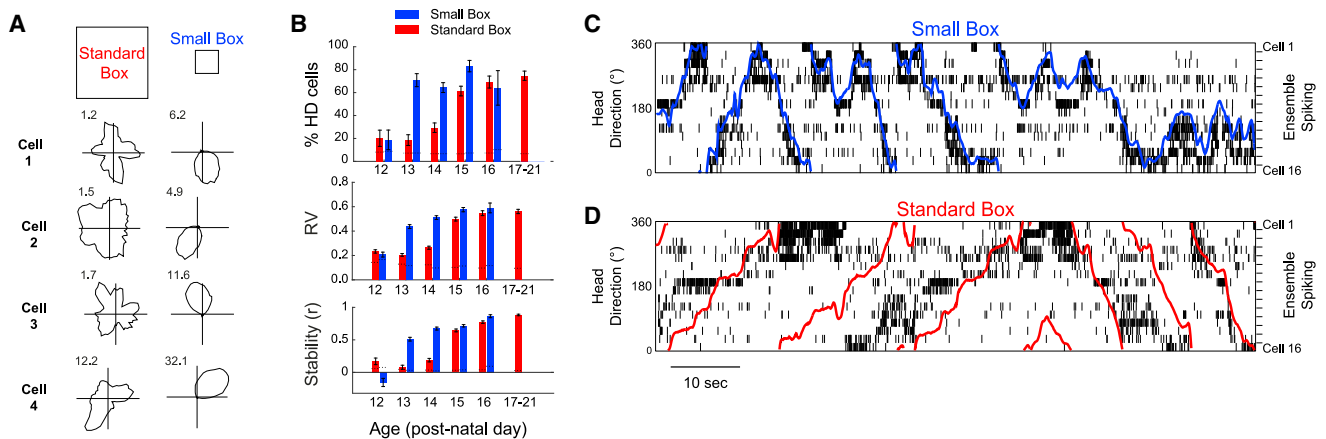 A
Standard
Box
Small Box
Cell
1
1.2
6.2
Cell
2
1.5
4.9
Cell
3
1.7
11.6
Cell
4
12.2
32.1
B
Small Box
Standard Box
% HD cells
100
80
60
40
20
0
12 13 14 15 16 17-21
RV
0.8
0.6
0.4
0.2
0.0
12 13 14 15 16 17-21
Stability (r)
1
0.5
0
12 13 14 15 16 17-21
Age (post-natal day)
C
Small Box
Head
Direction (°)
360
180
0
Cell 1
Ensemble
Spiking
Cell 16
D
Standard Box
Head
Direction (°)
360
180
0
Cell 1
Ensemble
Spiking
Cell 16
10 sec